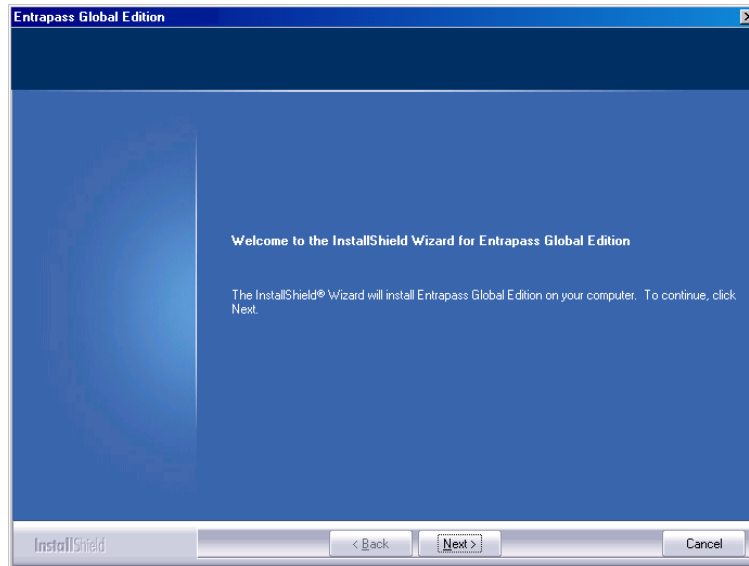 Entrapass Global Edition
Welcome to the InstallShield Wizard for Entrapass Global Edition
The InstallShield® Wizard will install Entrapass Global Edition on your computer. To continue, click
Next.
InstallShield
< Back
Next >
Cancel